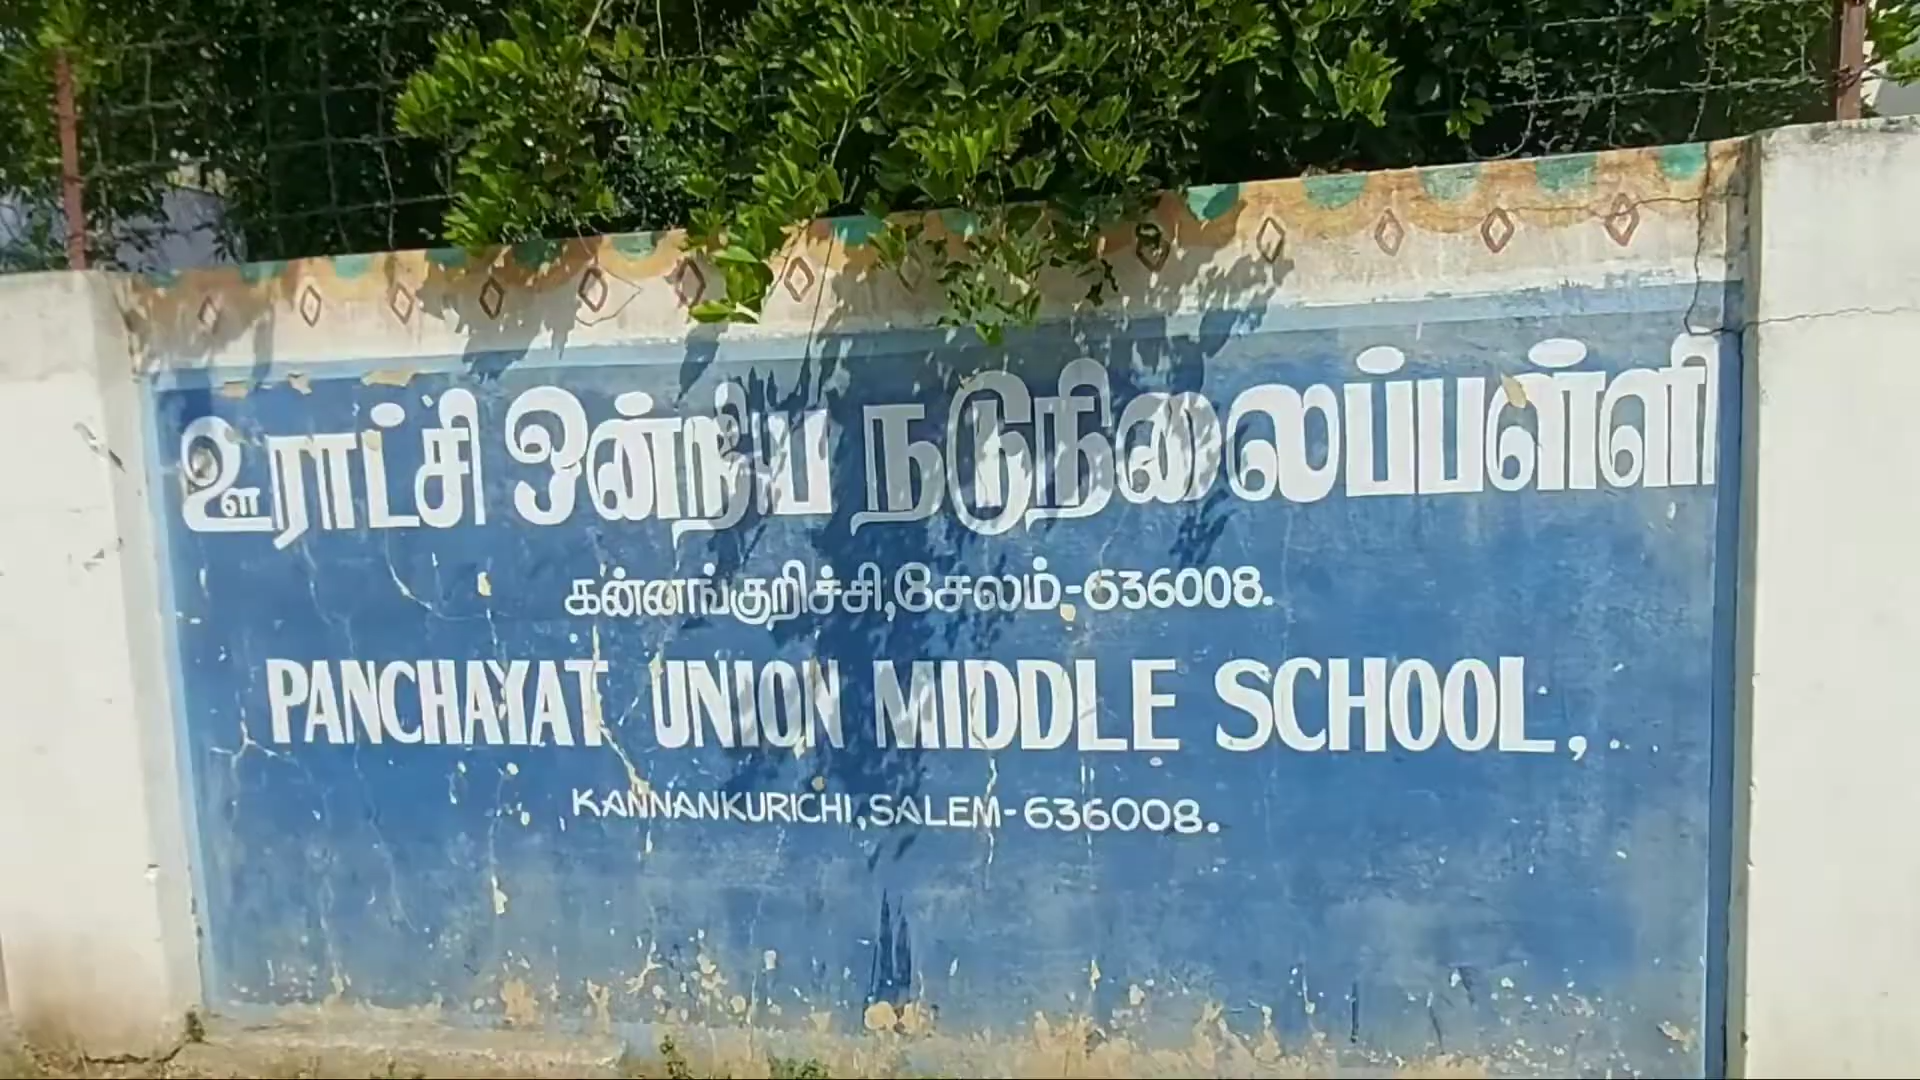 ஊராட்சி ஒன்றிய நடுநிலைப்பள்ளி
கன்னங்குறிச்சி,சேலம்-636008.
PANCHAYAT UNION MIDDLE SCHOOL,
KANNANKURICHI,SALEM-636008.